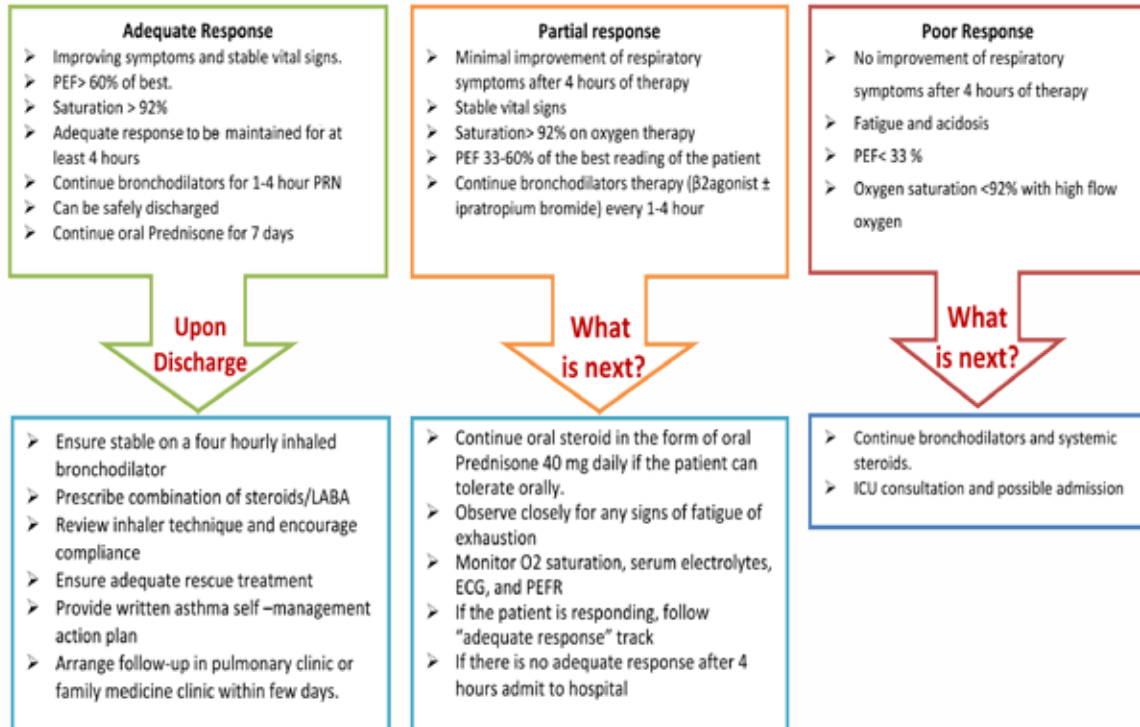 Adequate Response
➤ Improving symptoms and stable vital signs.
➤ PEF> 60% of best.
➤ Saturation > 92%
➤ Adequate response to be maintained for at
least 4 hours
➤ Continue bronchodilators for 1-4 hour PRN
➤ Can be safely discharged
➤ Continue oral Prednisone for 7 days
Upon
Discharge
➤ Ensure stable on a four hourly inhaled
bronchodilator
➤ Prescribe combination of steroids/LABA
➤ Review inhaler technique and encourage
compliance
➤ Ensure adequate rescue treatment
➤ Provide written asthma self –management
action plan
➤ Arrange follow-up in pulmonary clinic or
family medicine clinic within few days.
Partial response
➤ Minimal improvement of respiratory
symptoms after 4 hours of therapy
➤ Stable vital signs
➤ Saturation> 92% on oxygen therapy
➤ PEF 33-60% of the best reading of the patient
➤ Continue bronchodilators therapy (β2agonist ±
ipratropium bromide) every 1-4 hour
What
is next?
➤ Continue oral steroid in the form of oral
Prednisone 40 mg daily if the patient can
tolerate orally.
➤ Observe closely for any signs of fatigue of
exhaustion
➤ Monitor O2 saturation, serum electrolytes,
ECG, and PEFR
➤ If the patient is responding, follow
“adequate response” track
➤ If there is no adequate response after 4
hours admit to hospital
Poor Response
➤ No improvement of respiratory
symptoms after 4 hours of therapy
➤ Fatigue and acidosis
➤ PEF< 33 %
➤ Oxygen saturation <92% with high flow
oxygen
What
is next?
➤ Continue bronchodilators and systemic
steroids.
➤ ICU consultation and possible admission